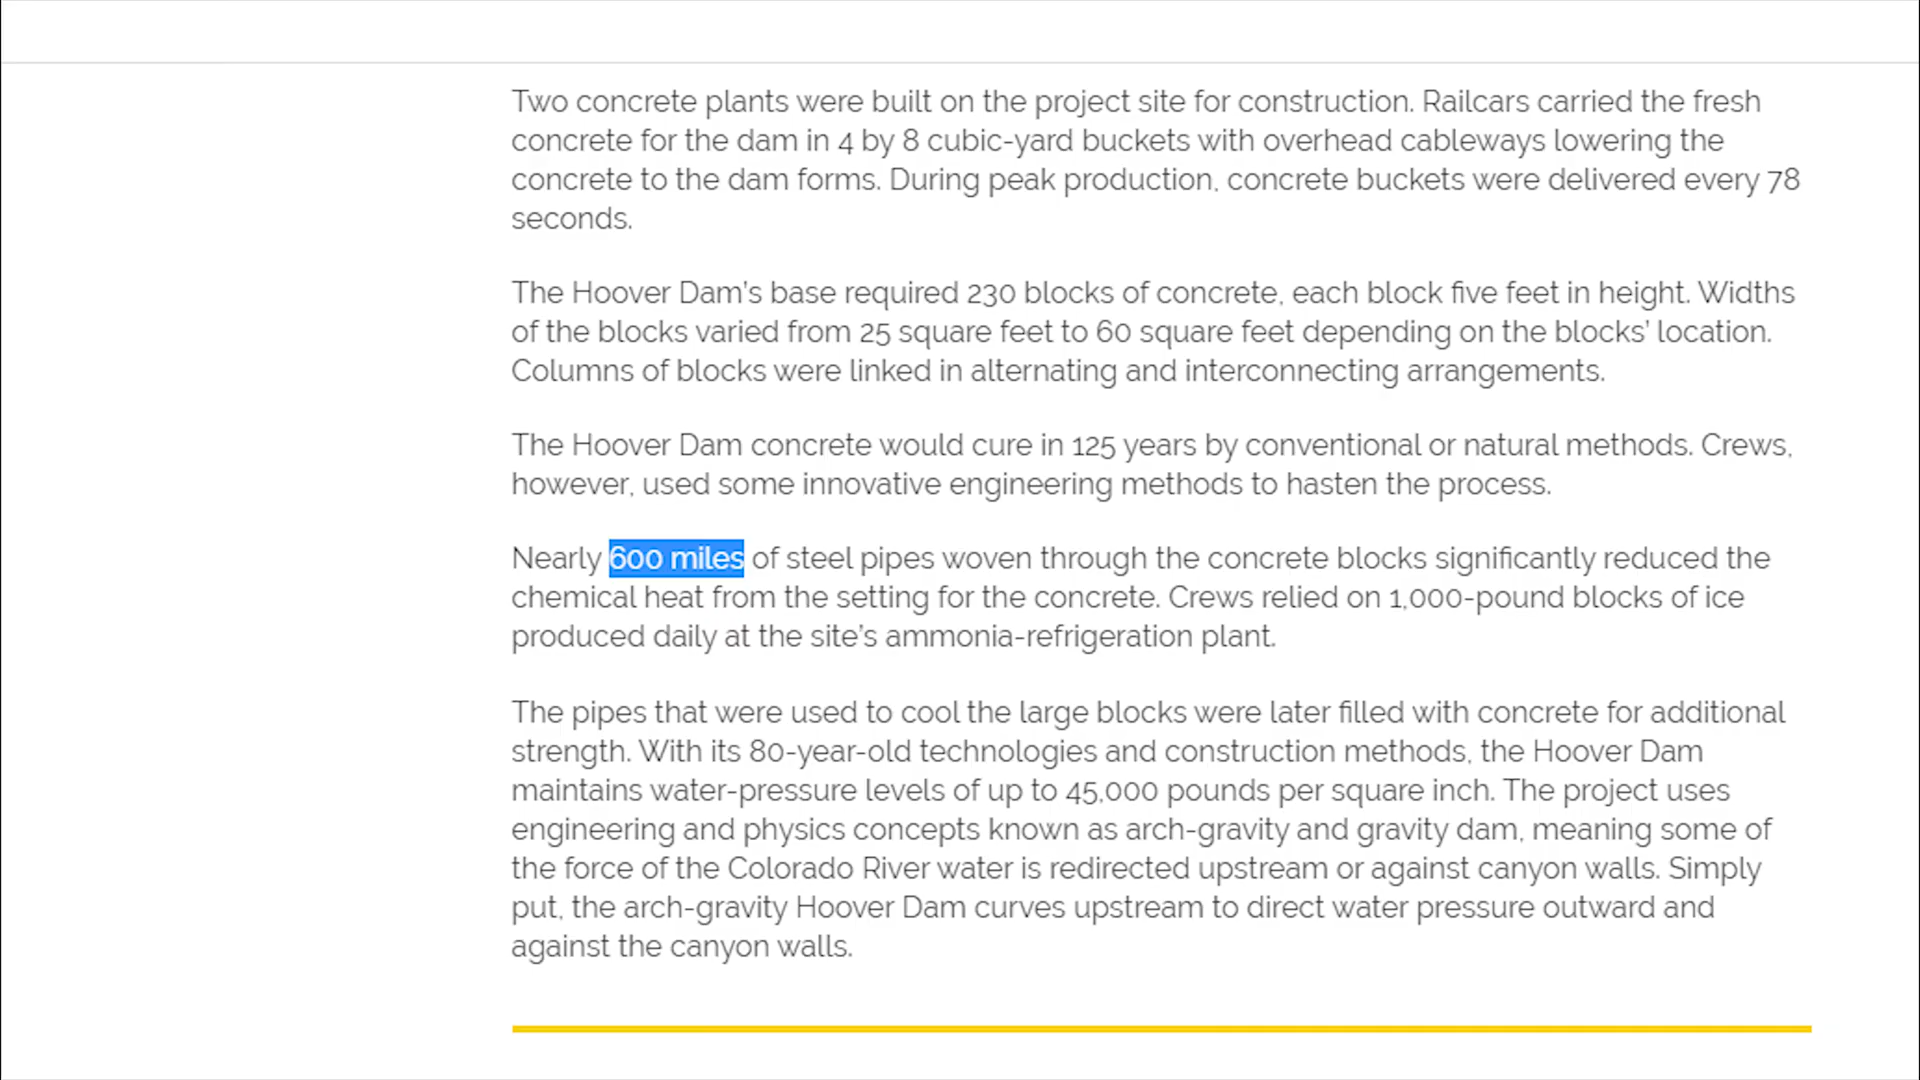 Two concrete plants were built on the project site for construction. Railcars carried the fresh
concrete for the dam in 4 by 8 cubic-yard buckets with overhead cableways lowering the
concrete to the dam forms. During peak production, concrete buckets were delivered every 78
seconds.
The Hoover Dam's base required 230 blocks of concrete, each block five feet in height. Widths
of the blocks varied from 25 square feet to 60 square feet depending on the blocks' location.
Columns of blocks were linked in alternating and interconnecting arrangements.
The Hoover Dam concrete would cure in 125 years by conventional or natural methods. Crews,
however, used some innovative engineering methods to hasten the process.
Nearly 600 miles of steel pipes woven through the concrete blocks significantly reduced the
chemical heat from the setting for the concrete. Crews relied on 1,000-pound blocks of ice
produced daily at the site's ammonia-refrigeration plant.
The pipes that were used to cool the large blocks were later filled with concrete for additional
strength. With its 80-year-old technologies and construction methods, the Hoover Dam
maintains water-pressure levels of up to 45,000 pounds per square inch. The project uses
engineering and physics concepts known as arch-gravity and gravity dam, meaning some of
the force of the Colorado River water is redirected upstream or against canyon walls. Simply
put, the arch-gravity Hoover Dam curves upstream to direct water pressure outward and
against the canyon walls.